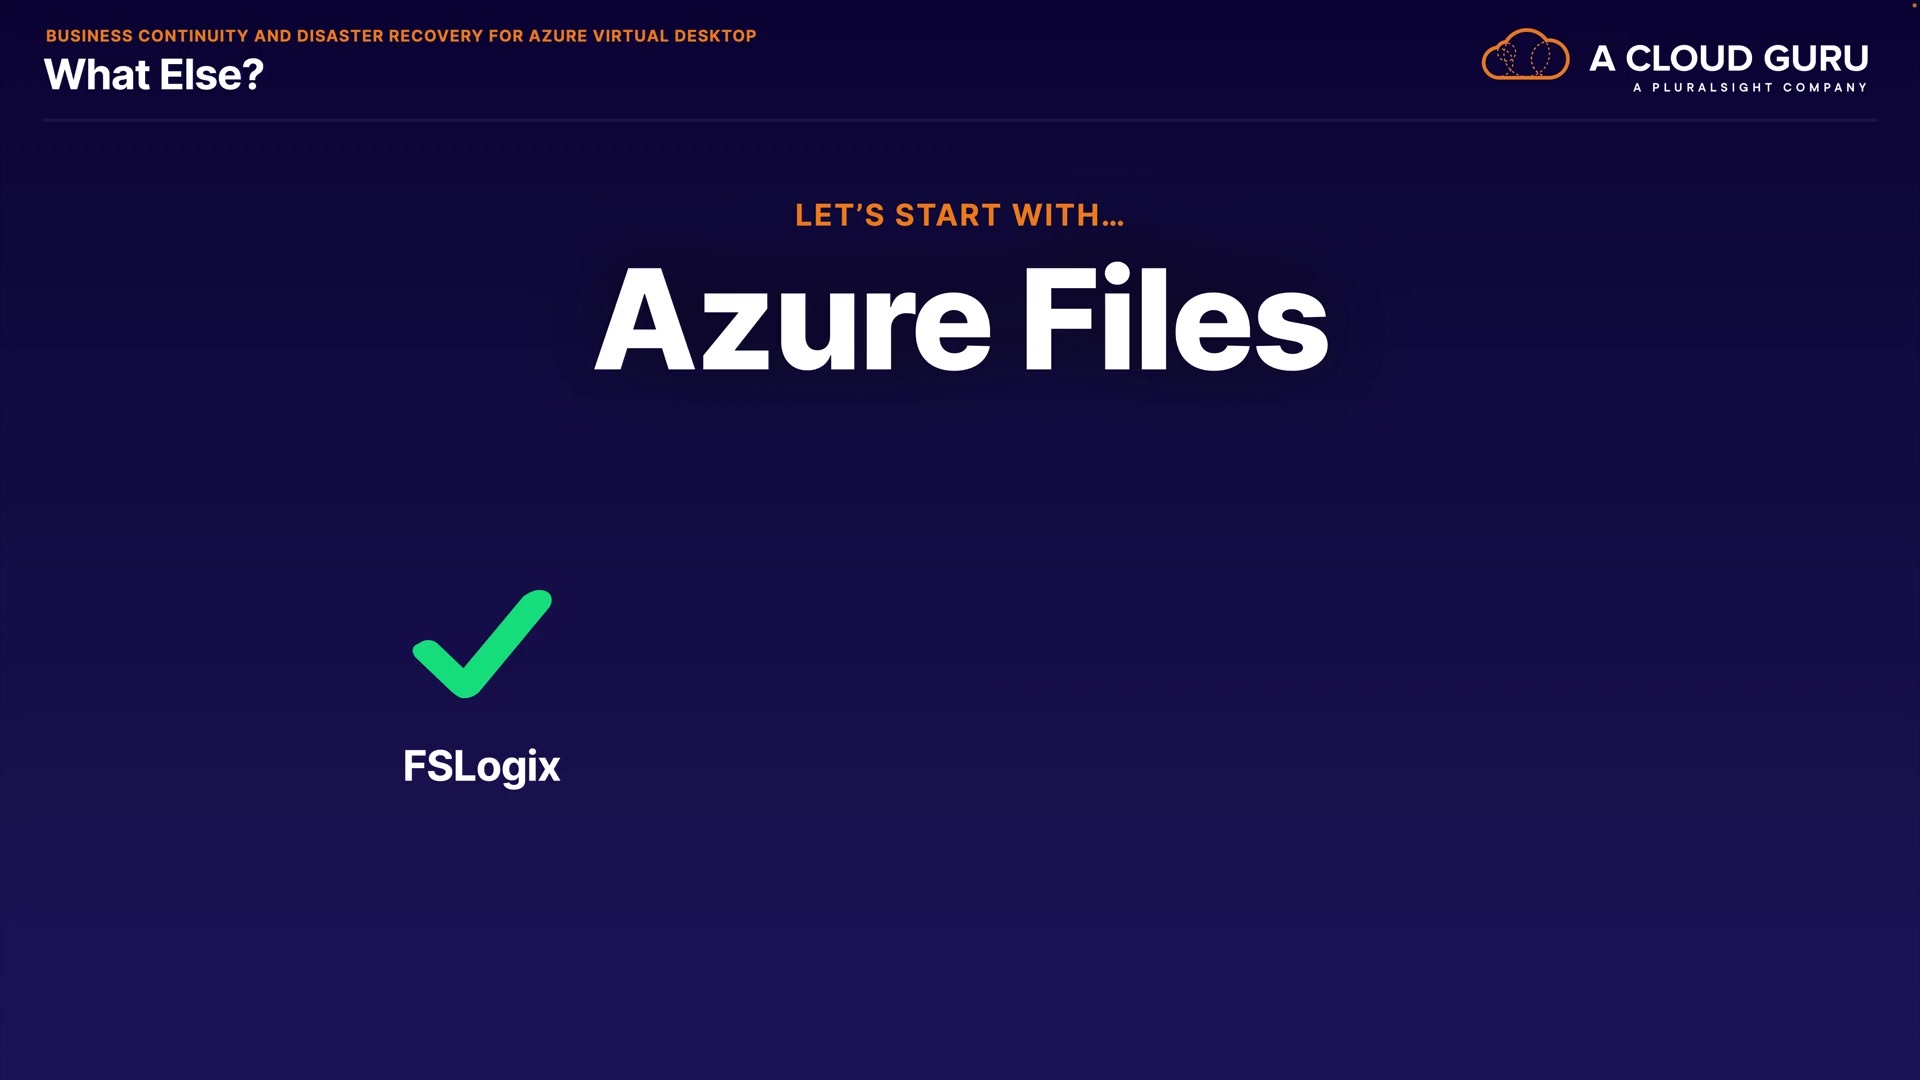 BUSINESS CONTINUITY AND DISASTER RECOVERY FOR AZURE VIRTUAL DESKTOP
What Else?
A CLOUD GURU
A PLURALSIGHT COMPANY
LET’S START WITH…
Azure Files
FSLogix